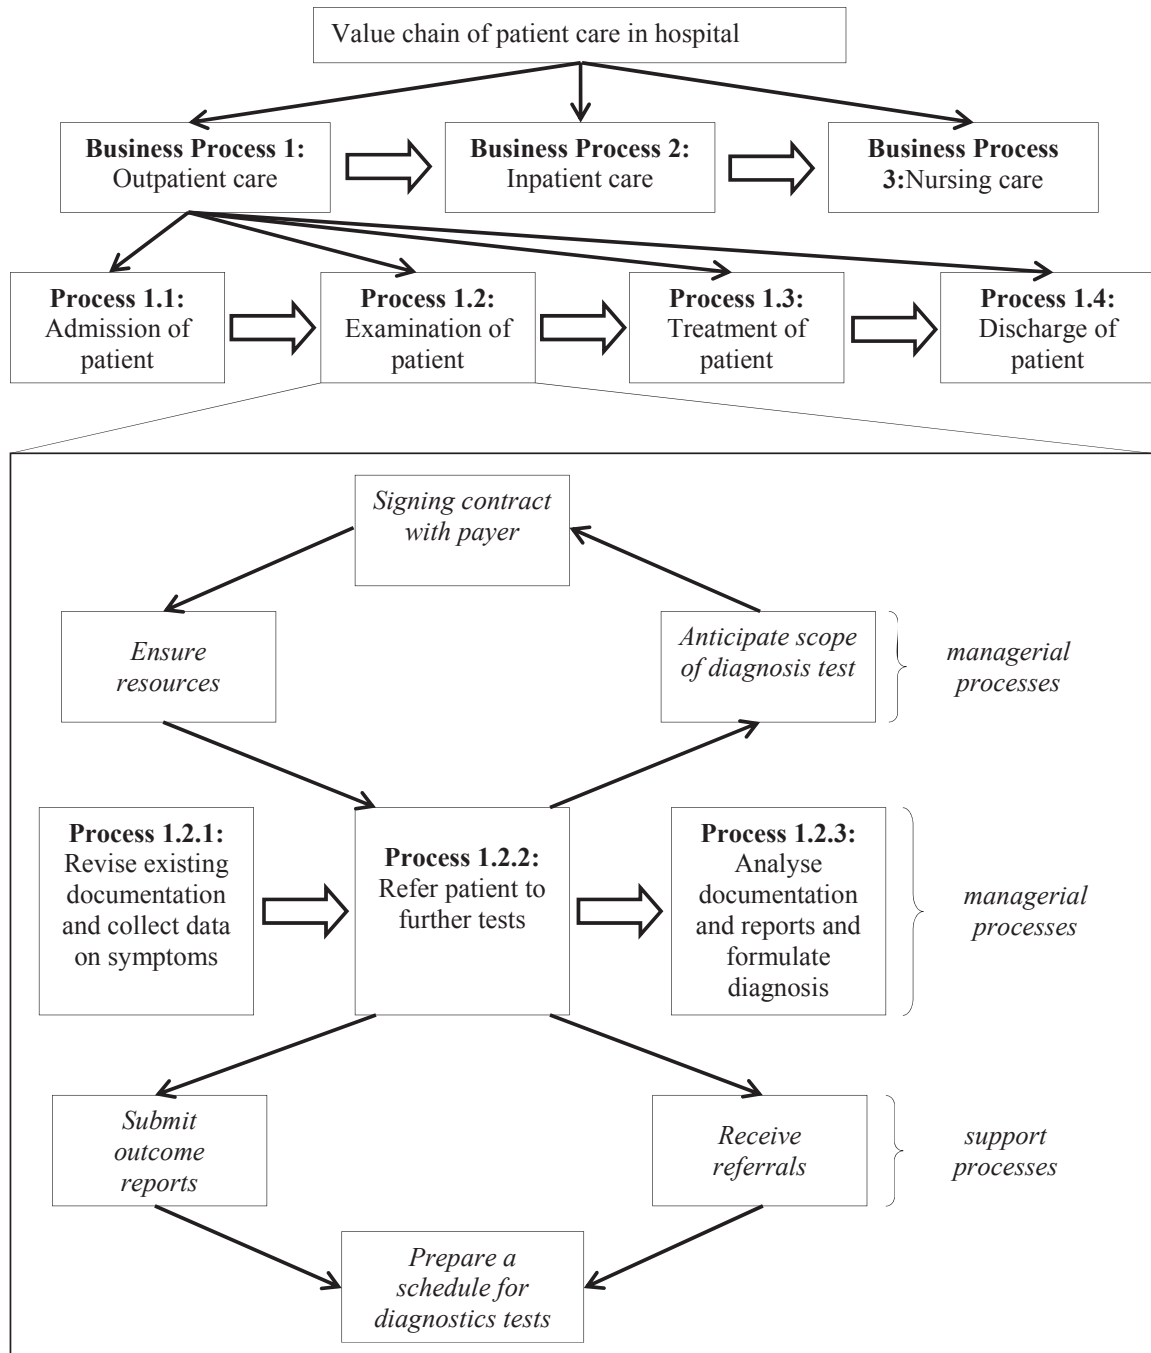 Value chain of patient care in hospital
Business Process 1:
Outpatient care
Business Process 2:
Inpatient care
Business Process
3:Nursing care
Process 1.1:
Admission of
patient
Process 1.2:
Examination of
patient
Process 1.3:
Treatment of
patient
Process 1.4:
Discharge of
patient
Signing contract
with payer
Ensure
resources
Anticipate scope
of diagnosis test
managerial
processes
Process 1.2.1:
Revise existing
documentation
and collect data
on symptoms
Process 1.2.2:
Refer patient to
further tests
Process 1.2.3:
Analyse
documentation
and reports and
formulate
diagnosis
managerial
processes
Submit
outcome
reports
Receive
referrals
support
processes
Prepare a
schedule for
diagnostics tests